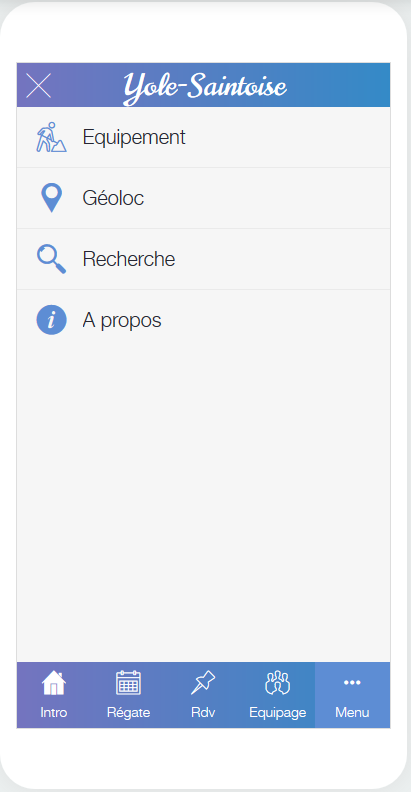 Yole-Saintoise
Equipement
Géoloc
Recherche
A propos
Intro
Régate
Rdv
Equipage
Menu